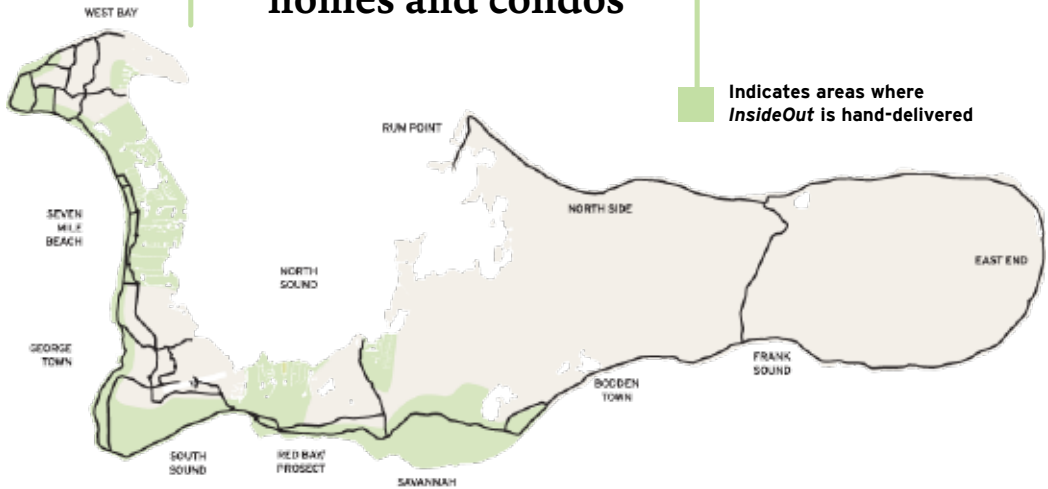 homes and condos
WEST BAY
Indicates areas where
InsideOut is hand-delivered
RUM POINT
NORTH SIDE
SEVEN
MILE
BEACH
NORTH
SOUND
EAST END
GEORGE
TOWN
FRANK
SOUND
BODDEN
TOWN
SOUTH
SOUND
RED BAY/
PROSECT
SAVANNAH